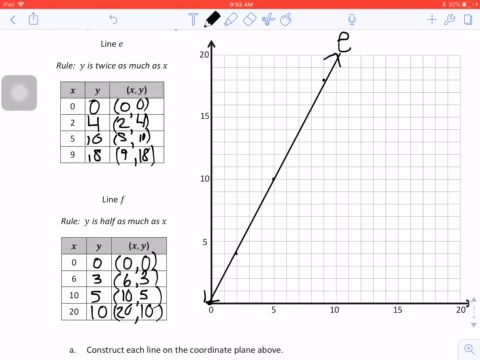 iPad
9:52 AM
32%
Line e
Rule: y is twice as much as x
x y (x, y)
0 0 (0, 0)
2 4 (2, 4)
5 10 (5, 10)
9 18 (9, 18)
Line f
Rule: y is half as much as x
x y (x, y)
0 0 (0, 0)
6 3 (6, 3)
10 5 (10, 5)
20 10 (20, 10)
e
20
15
10
5
0 5 10 15 20
a. Construct each line on the coordinate plane above.